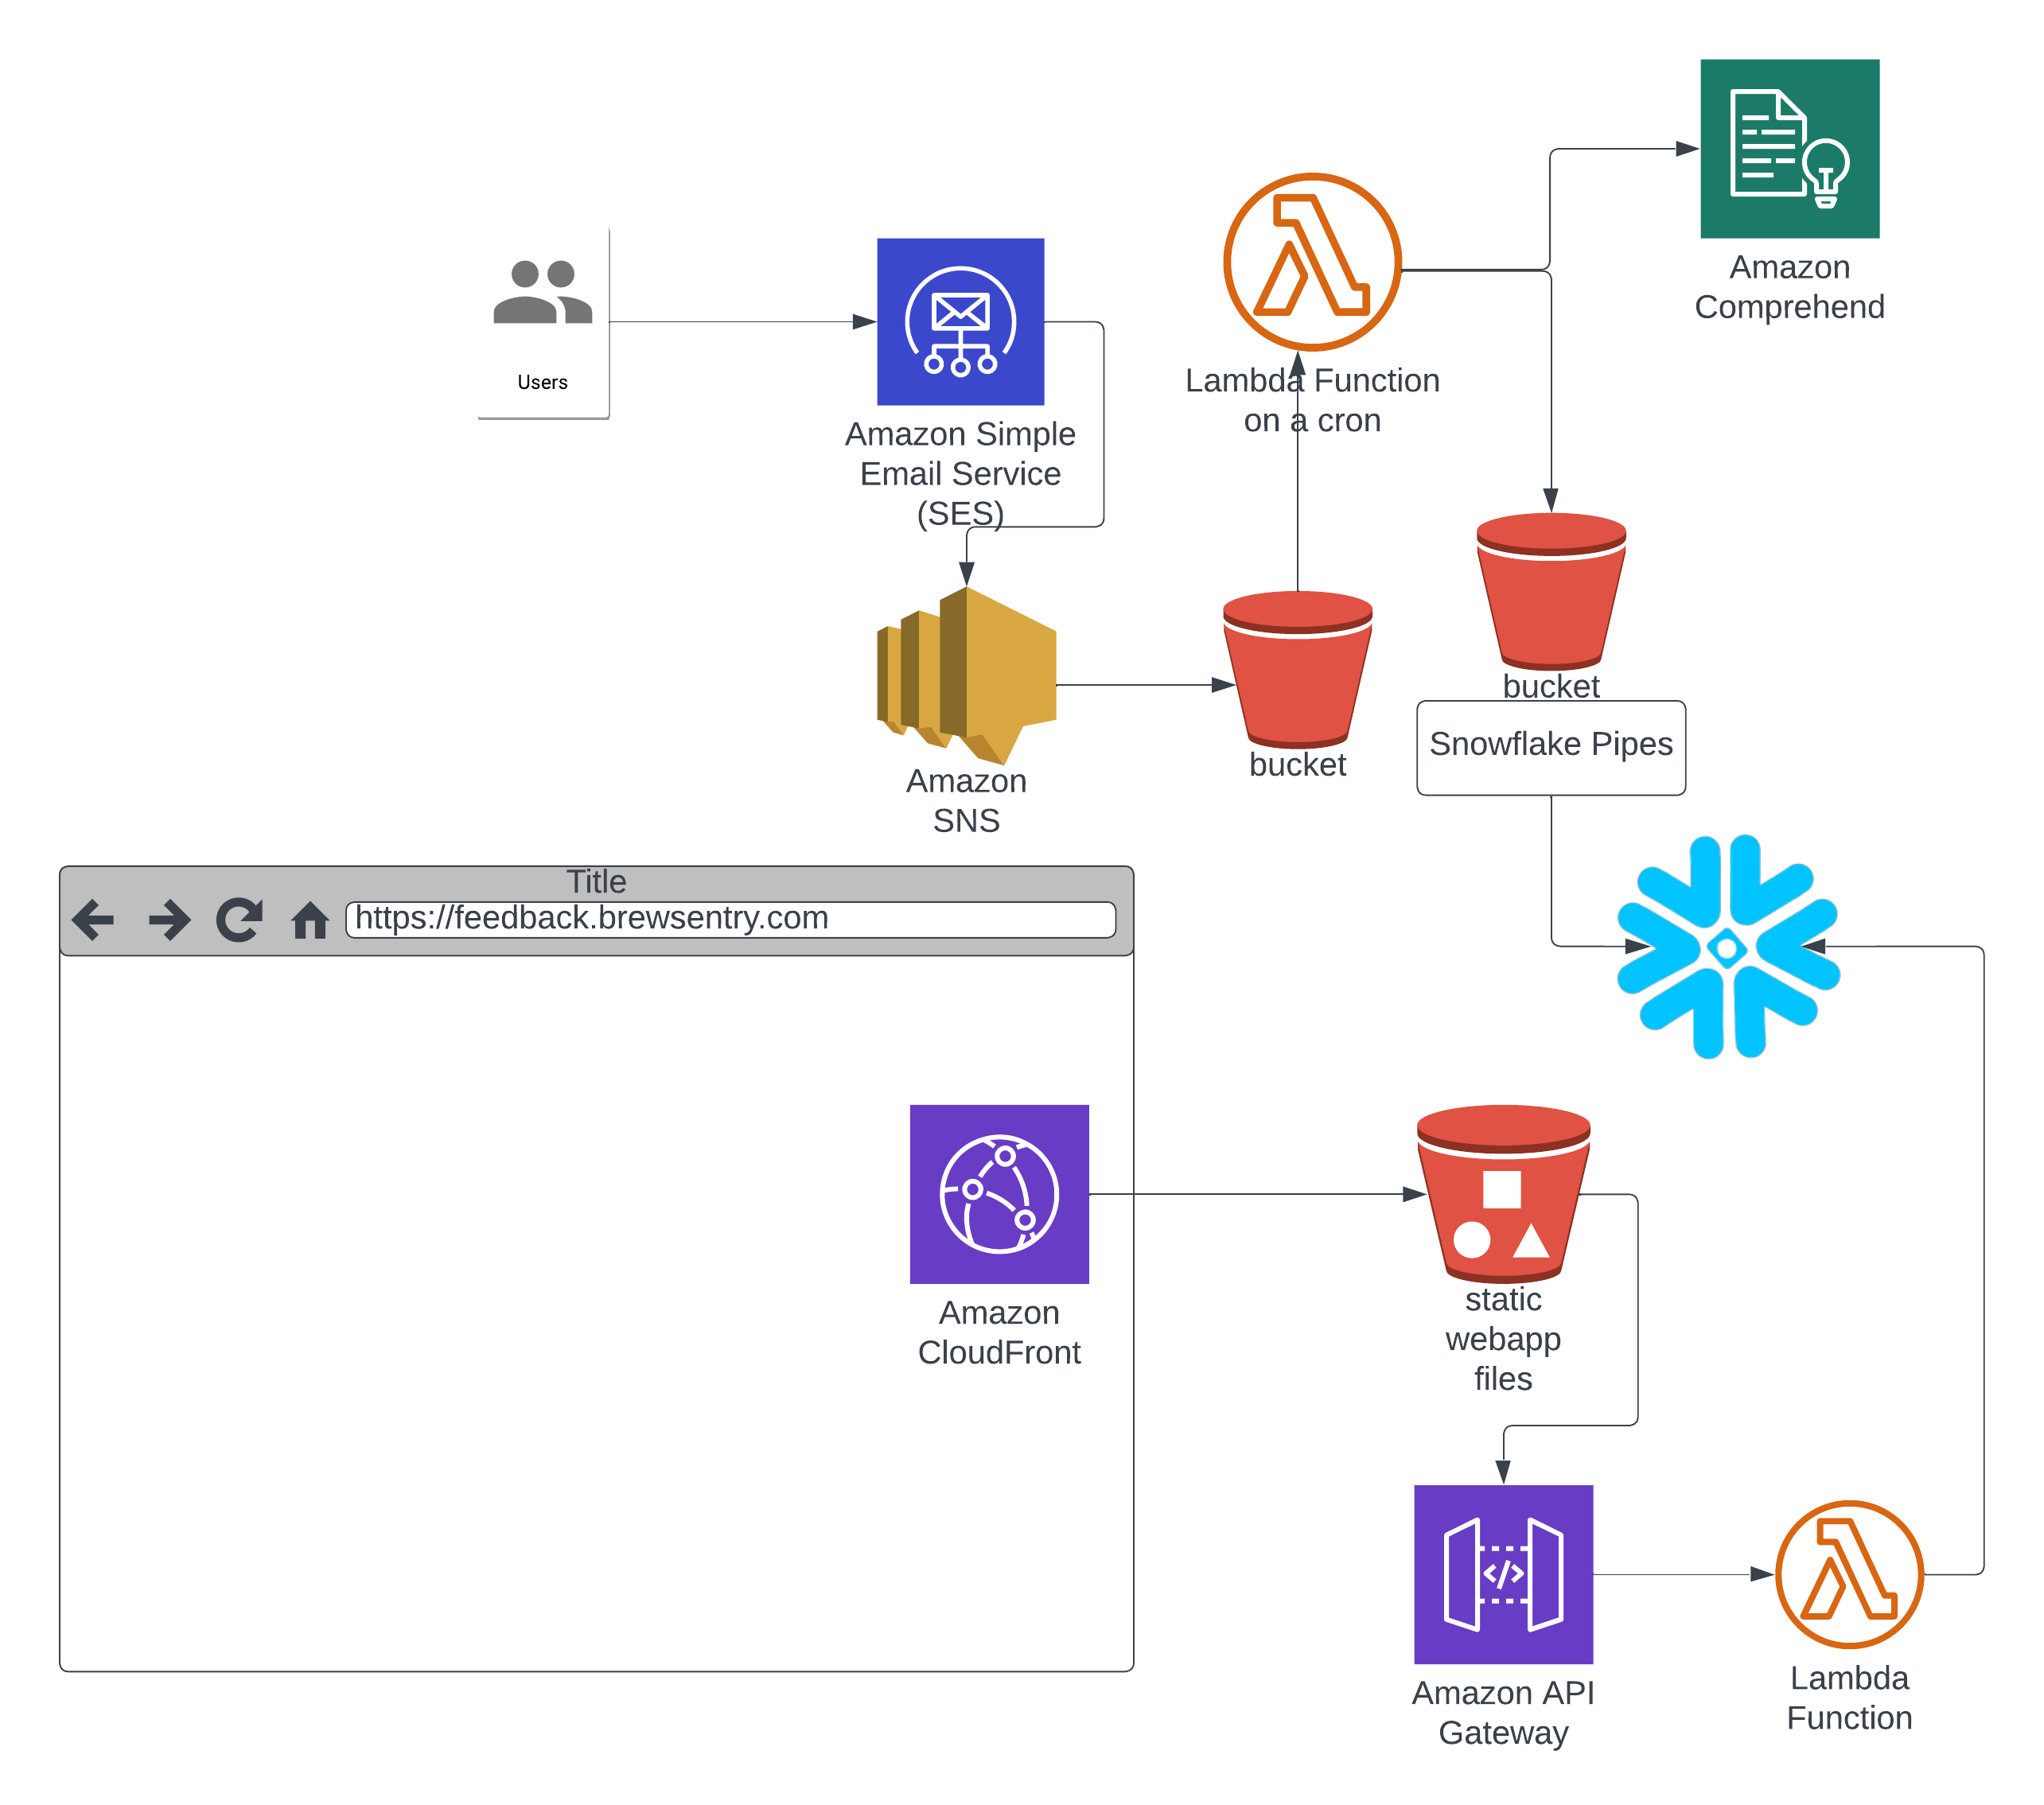 Amazon
Comprehend
Users
Lambda Function
on a cron
Amazon Simple
Email Service
(SES)
bucket
Snowflake Pipes
bucket
Amazon
SNS
Title
https://feedback.brewsentry.com
Amazon
CloudFront
static
webapp
files
Amazon API
Gateway
Lambda
Function